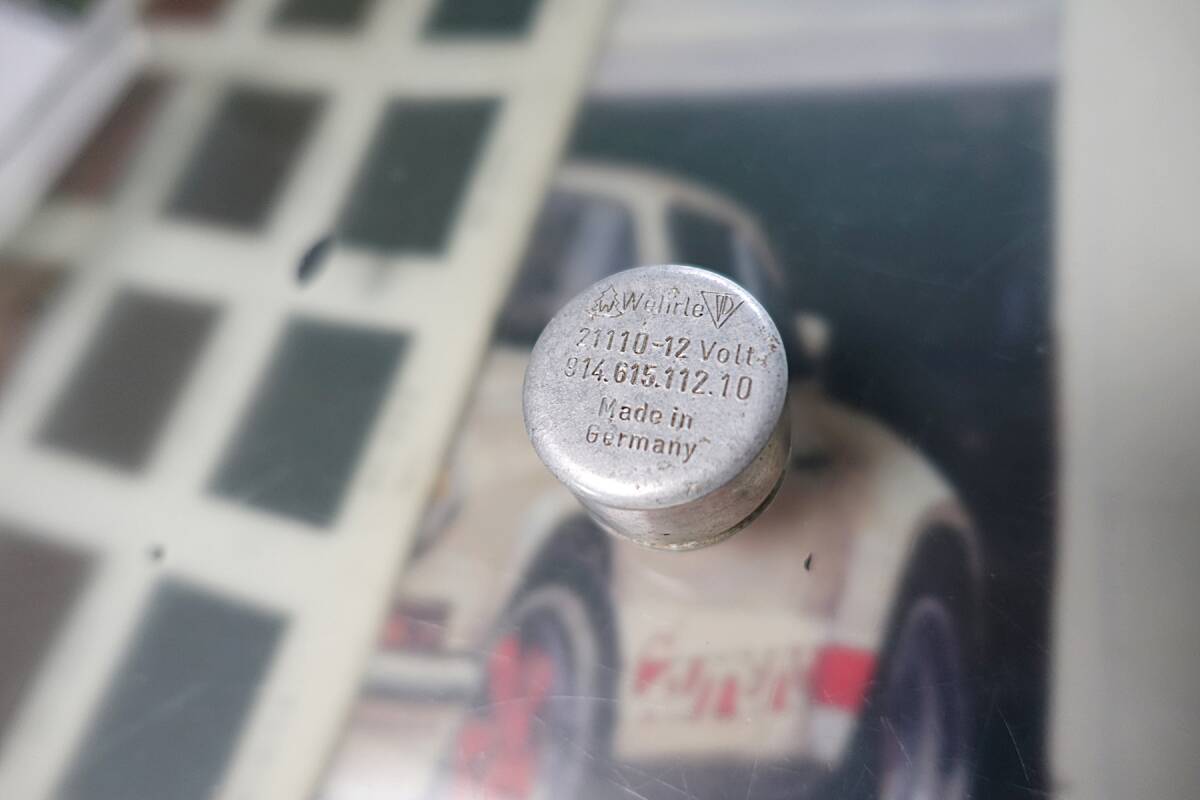 W Wehrle
21110-12 Volt
914.615.112.10
Made in
Germany